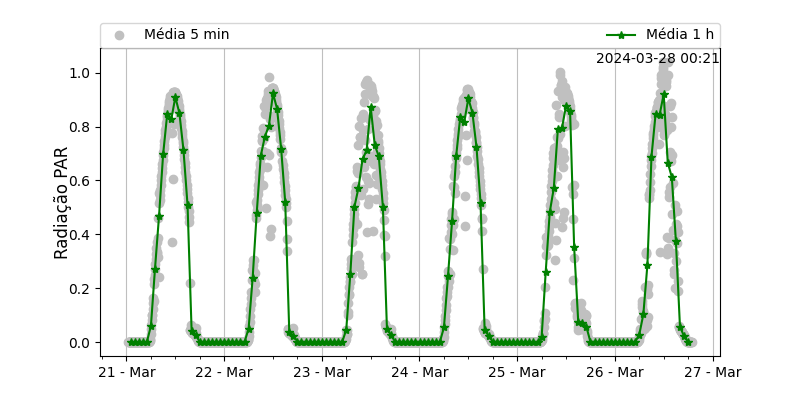 Média 5 min
Média 1 h
2024-03-28 00:21
Radiação PAR
1.0
0.8
0.6
0.4
0.2
0.0
21 - Mar
22 - Mar
23 - Mar
24 - Mar
25 - Mar
26 - Mar
27 - Mar